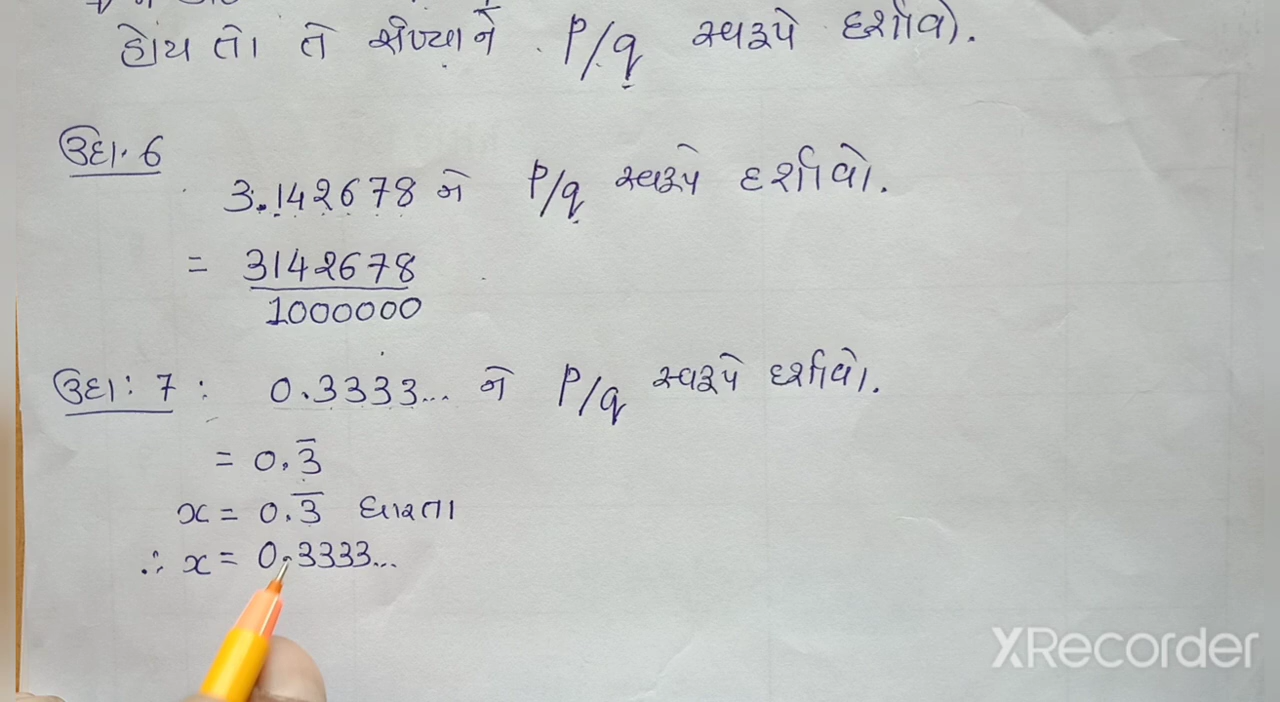 હોય તો તે સંખ્યાને P/q સ્વરૂપે દર્શાવો.
ઉદા. 6
3.142678 ને P/q સ્વરૂપે દર્શાવો.
= 3142678
1000000
ઉદા: 7 : 0.3333... ને P/q સ્વરૂપે દર્શાવો.
= 0.3̅
x = 0.3̅ ધારતા
∴ x = 0.3333...
XRecorder